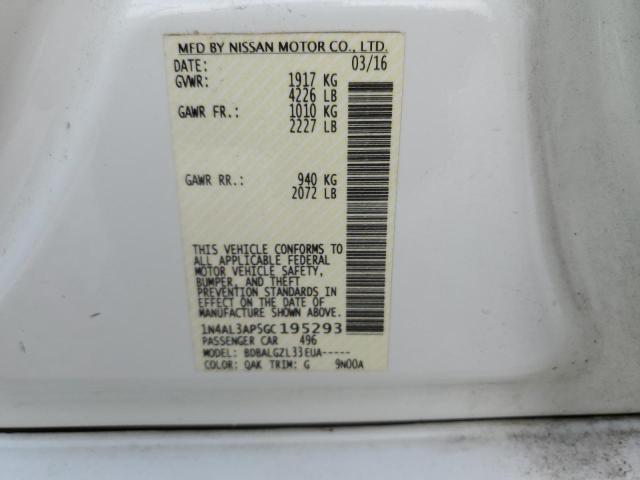 MFD BY NISSAN MOTOR CO., LTD.
DATE: 03/16
GVWR: 1917 KG
4226 LB
GAWR FR.: 1010 KG
2227 LB
GAWR RR.: 940 KG
2072 LB
THIS VEHICLE CONFORMS TO
ALL APPLICABLE FEDERAL
MOTOR VEHICLE SAFETY,
BUMPER, AND THEFT
PREVENTION STANDARDS IN
EFFECT ON THE DATE OF
MANUFACTURE SHOWN ABOVE.
1N4AL3AP5GC195293
PASSENGER CAR 496
MODEL: BDBALGZL33EUA-----
COLOR: QAK TRIM: G 9N00A